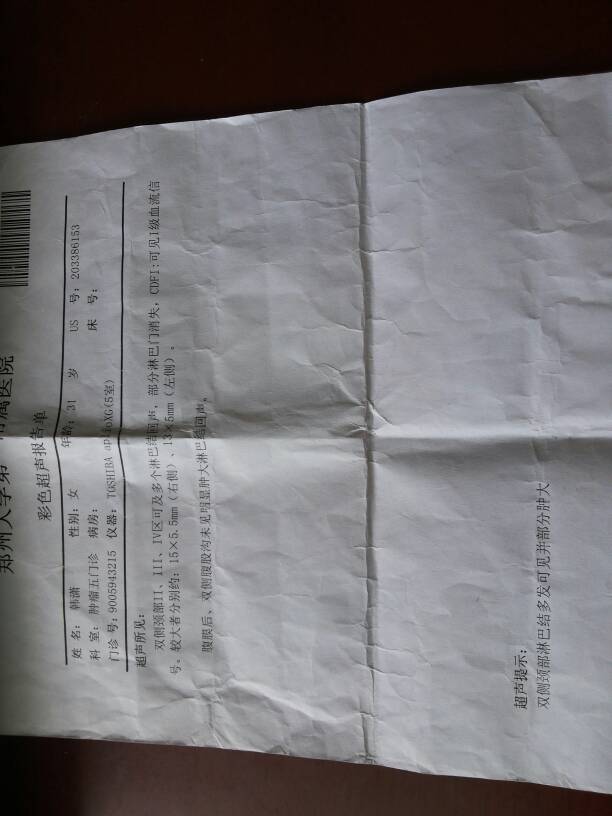 郑州大学第一附属医院
彩色超声报告单
姓 名: 韩潇 性别: 女 年龄: 31 岁 US 号: 203386153
科 室: 肿瘤五门诊 病房: 床 号:
门诊号: 9005943215 仪器: TOSHIBA aplioXG(5室)
超声所见:
双侧颈部II、III、IV区可及多个淋巴结回声, 部分淋巴门消失, CDFI:可见I级血流信
号。较大者分别约: 15×5.5mm(右侧)、13×5mm(左侧)。
腹膜后、双侧腹股沟未见明显肿大淋巴结回声。
超声提示:
双侧颈部淋巴结多发可见并部分肿大